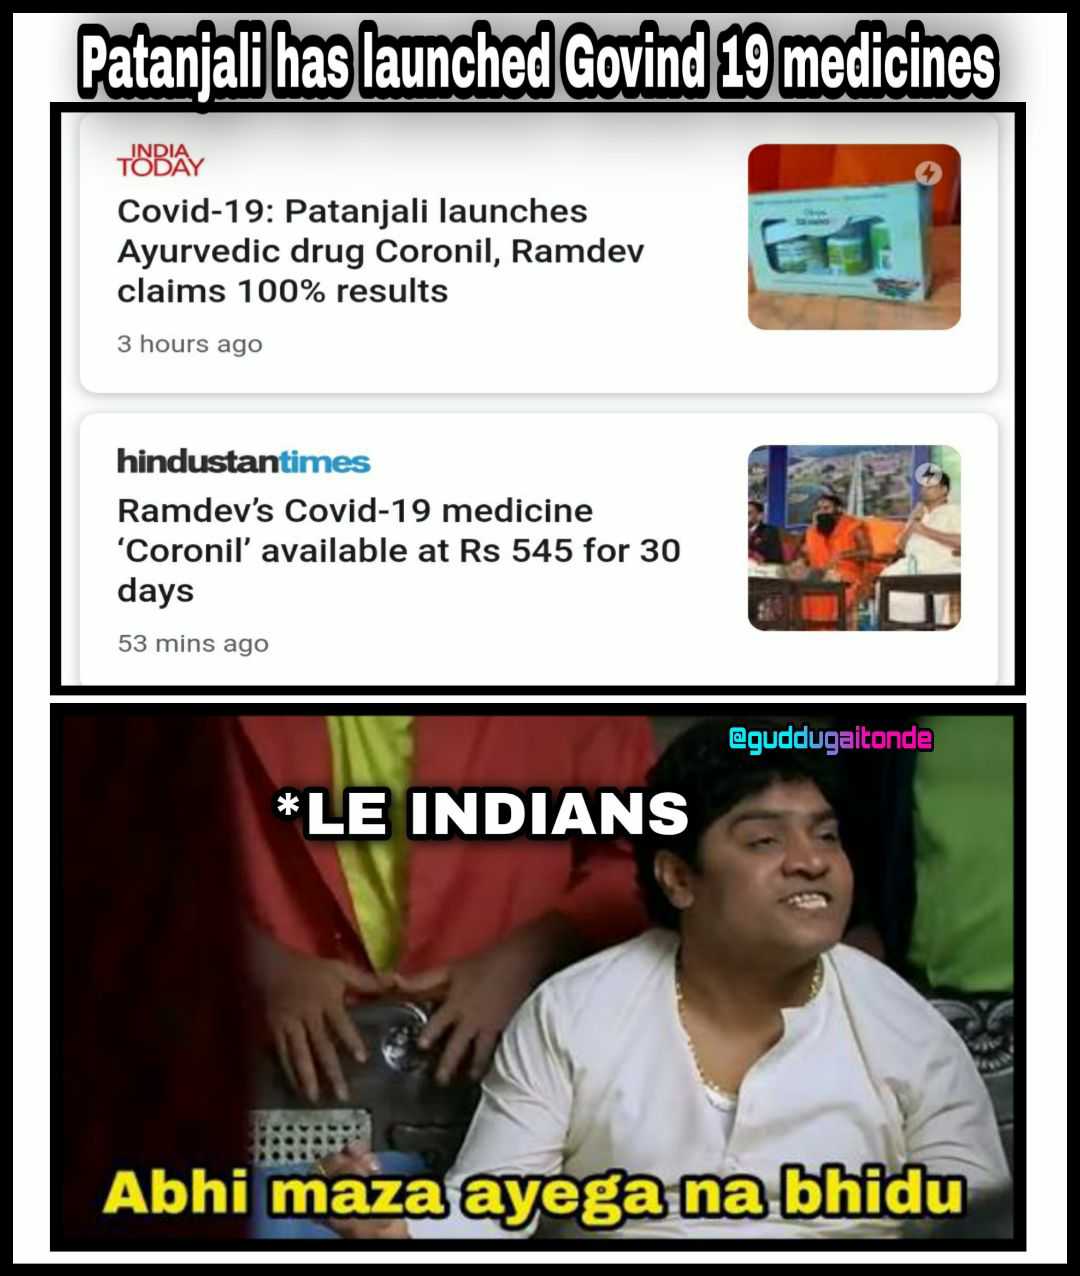 Patanjali has launched Govind 19 medicines
INDIA
TODAY
Covid-19: Patanjali launches
Ayurvedic drug Coronil, Ramdev
claims 100% results
3 hours ago
hindustantimes
Ramdev's Covid-19 medicine
‘Coronil’ available at Rs 545 for 30
days
53 mins ago
@guddugaitonde
*LE INDIANS
Abhi maza ayega na bhidu